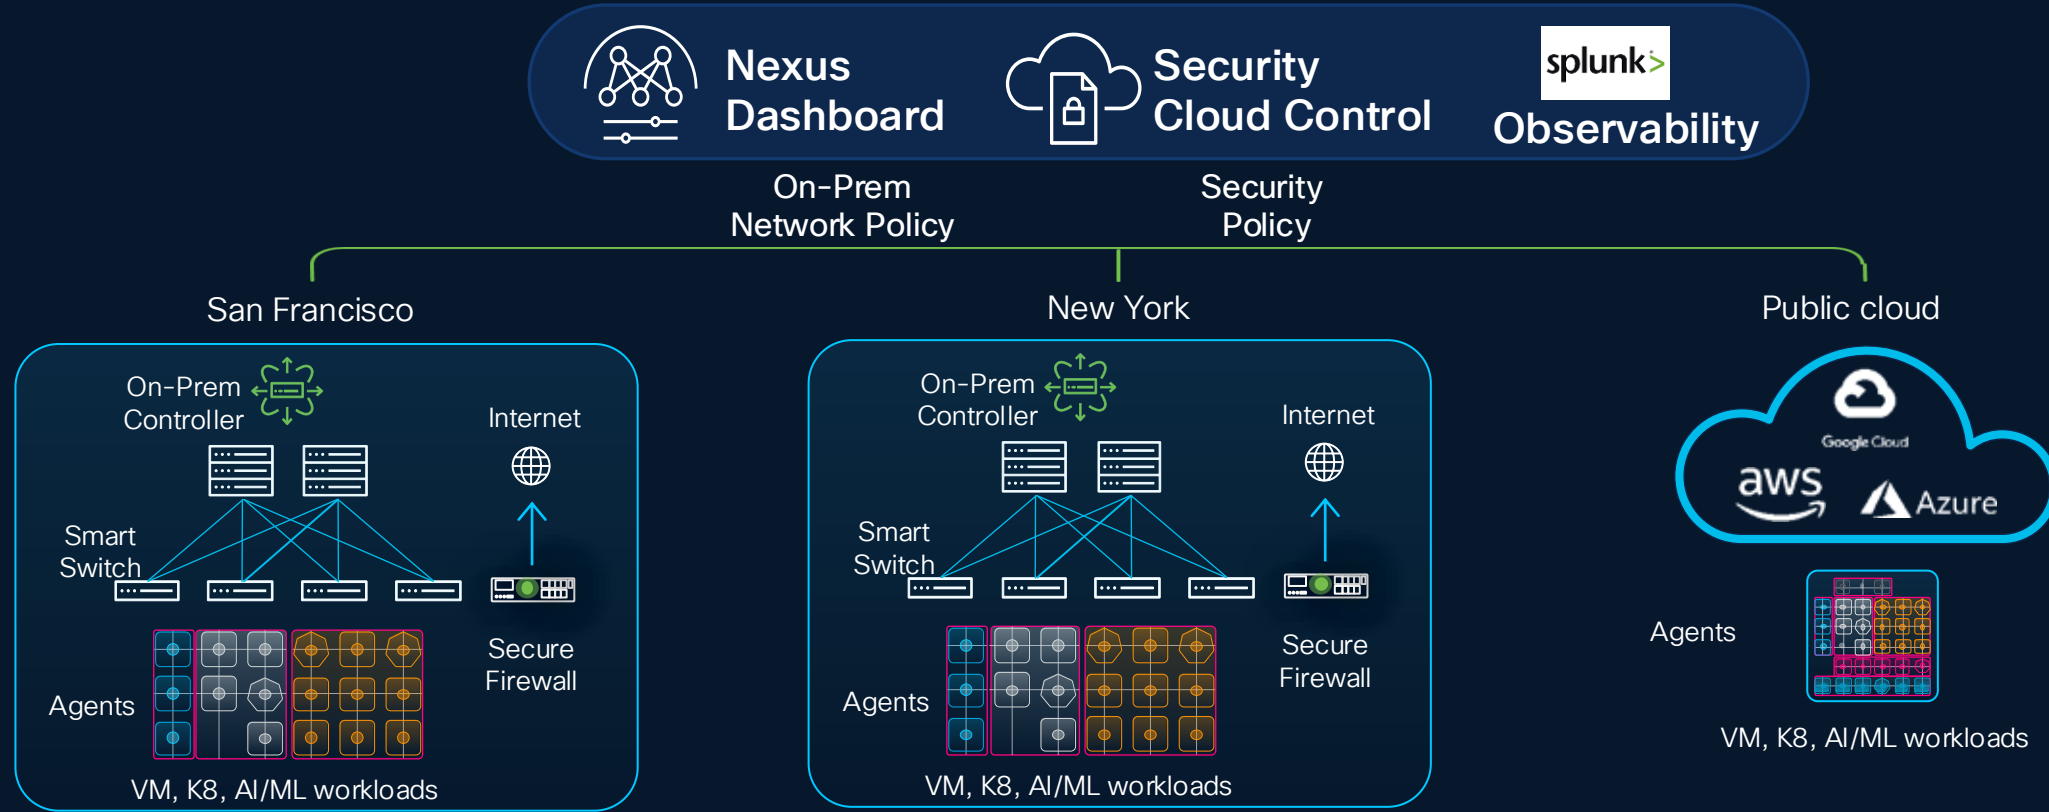 Nexus
Dashboard
Security
Cloud Control
splunk>
Observability
On-Prem
Network Policy
Security
Policy
San Francisco
On-Prem
Controller
Internet
Smart
Switch
Secure
Firewall
Agents
VM, K8, AI/ML workloads
New York
On-Prem
Controller
Internet
Smart
Switch
Secure
Firewall
Agents
VM, K8, AI/ML workloads
Public cloud
Google Cloud
aws
Azure
Agents
VM, K8, AI/ML workloads